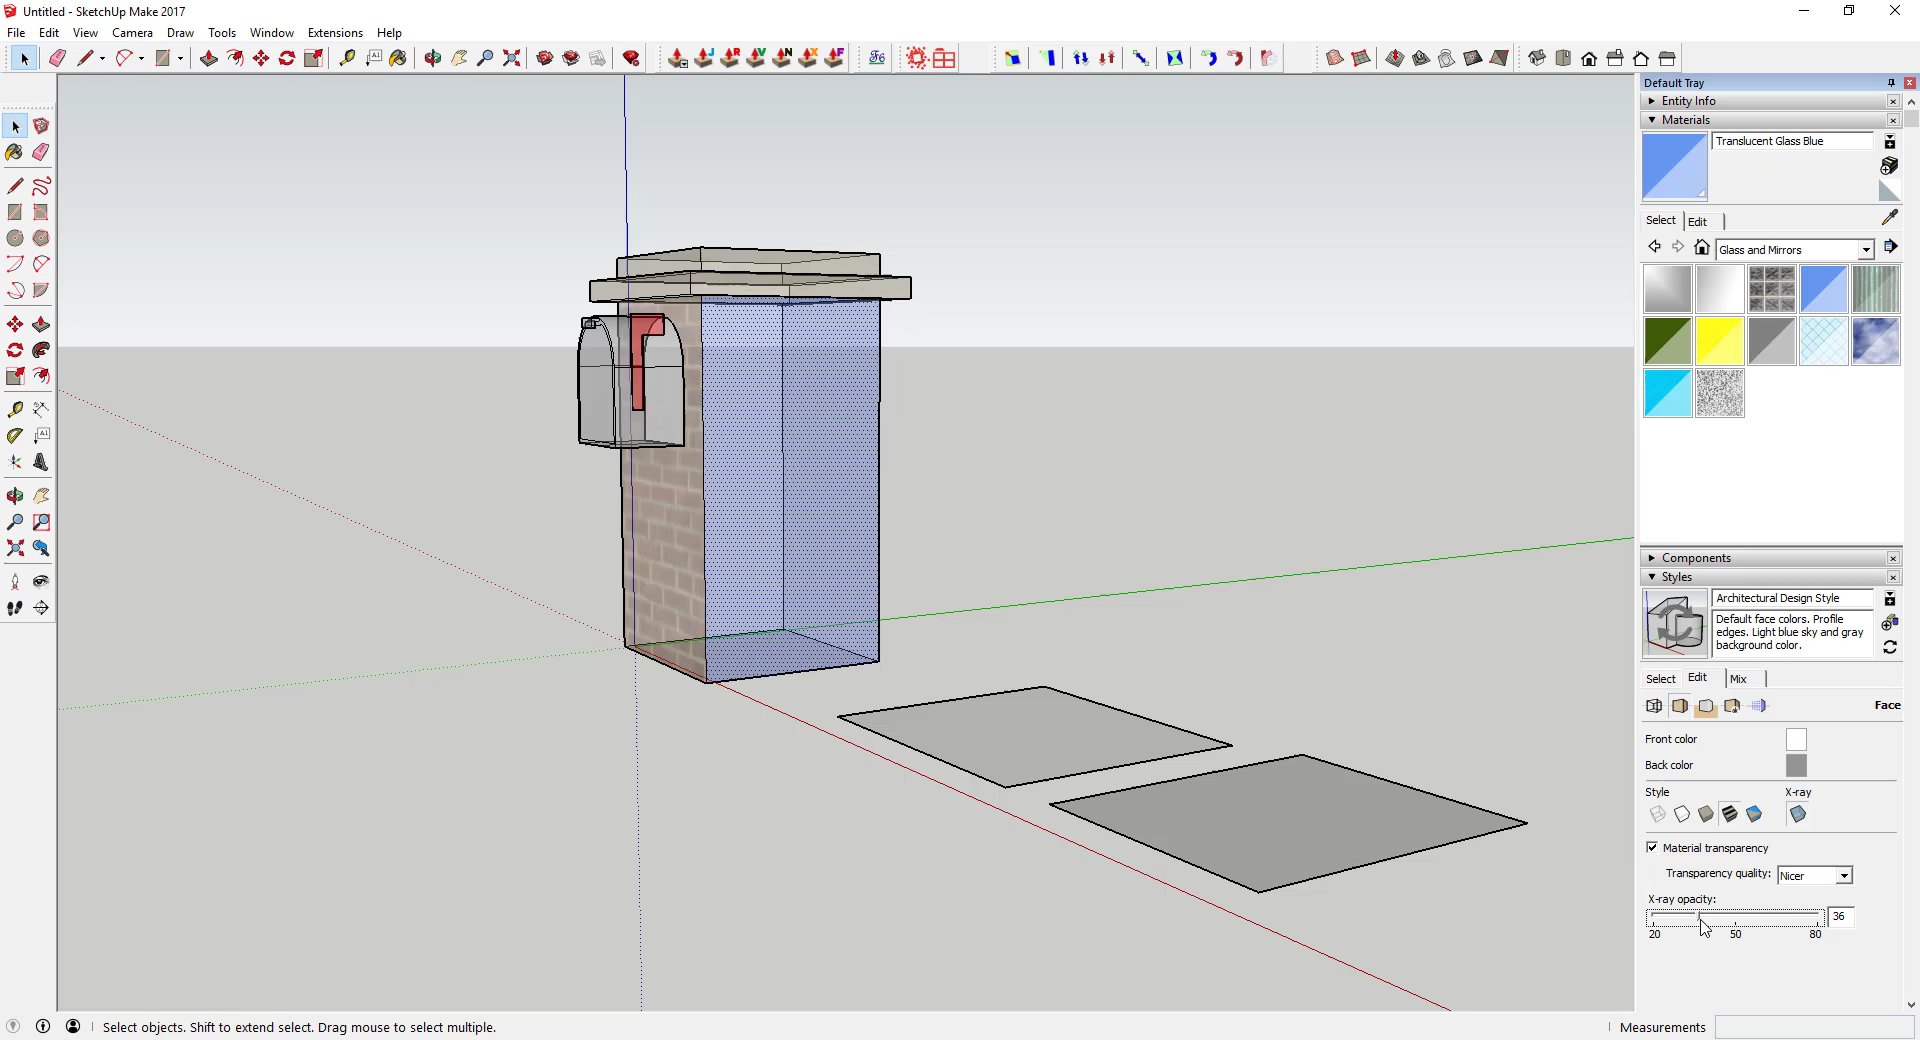 Untitled - SketchUp Make 2017
File Edit View Camera Draw Tools Window Extensions Help
Default Tray
Entity Info
Materials
Translucent Glass Blue
Select Edit
Glass and Mirrors
Components
Styles
Architectural Design Style
Default face colors. Profile
edges. Light blue sky and gray
background color.
Select Edit Mix
Face
Front color
Back color
Style X-ray
Material transparency
Transparency quality: Nicer
X-ray opacity:
36
20 50 80
Select objects. Shift to extend select. Drag mouse to select multiple. Measurements